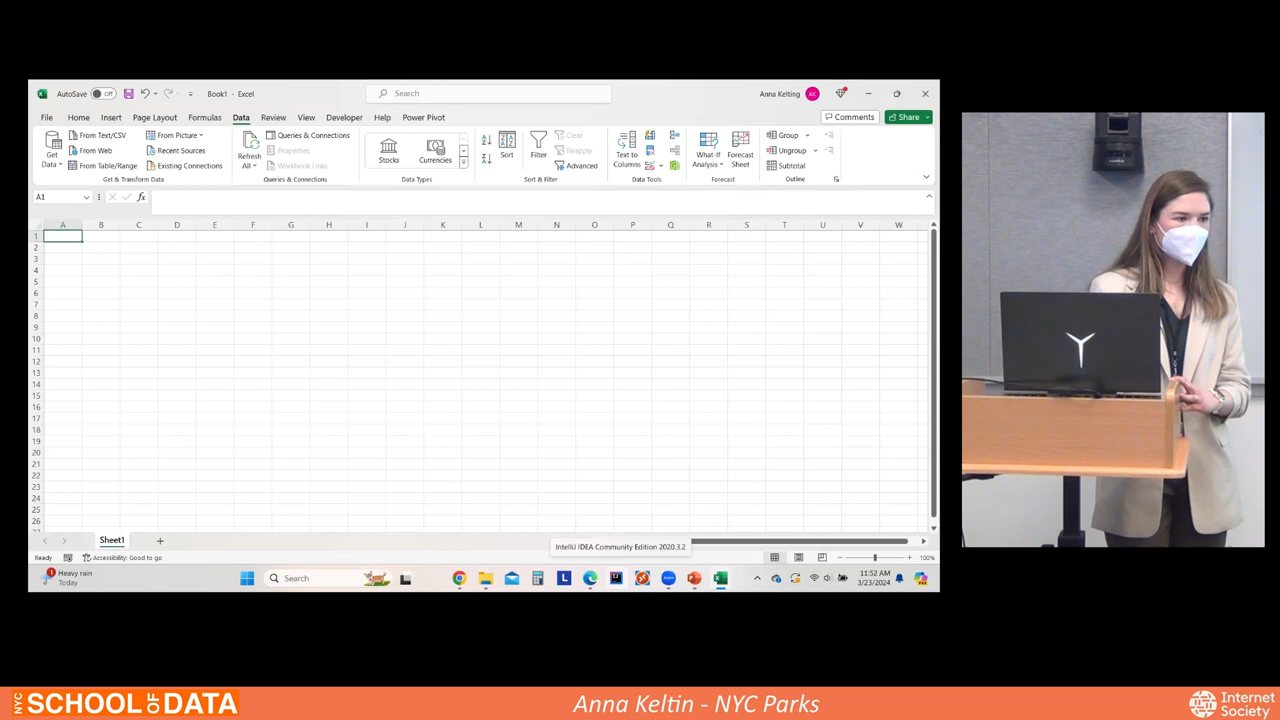 AutoSave Off Book1 - Excel Search Anna Kelting AK
File Home Insert Page Layout Formulas Data Review View Developer Help Power Pivot Comments Share
Get Data
From Text/CSV
From Web
From Table/Range
From Picture
Recent Sources
Existing Connections
Get & Transform Data
Refresh All
Queries & Connections
Properties
Workbook Links
Queries & Connections
Stocks
Currencies
Data Types
Sort
Filter
Clear
Reapply
Advanced
Sort & Filter
Text to Columns
Data Tools
What-If Analysis
Forecast Sheet
Forecast
Group
Ungroup
Subtotal
Outline
A1 fx
A B C D E F G H I J K L M N O P Q R S T U V W
1
2
3
4
5
6
7
8
9
10
11
12
13
14
15
16
17
18
19
20
21
22
23
24
25
26
Sheet1
IntelliJ IDEA Community Edition 2020.3.2
Ready Accessibility: Good to go 100%
1 Heavy rain
Today
Search
L
11:52 AM
3/23/2024
NYC SCHOOL OF DATA
Anna Keltin - NYC Parks
Internet Society